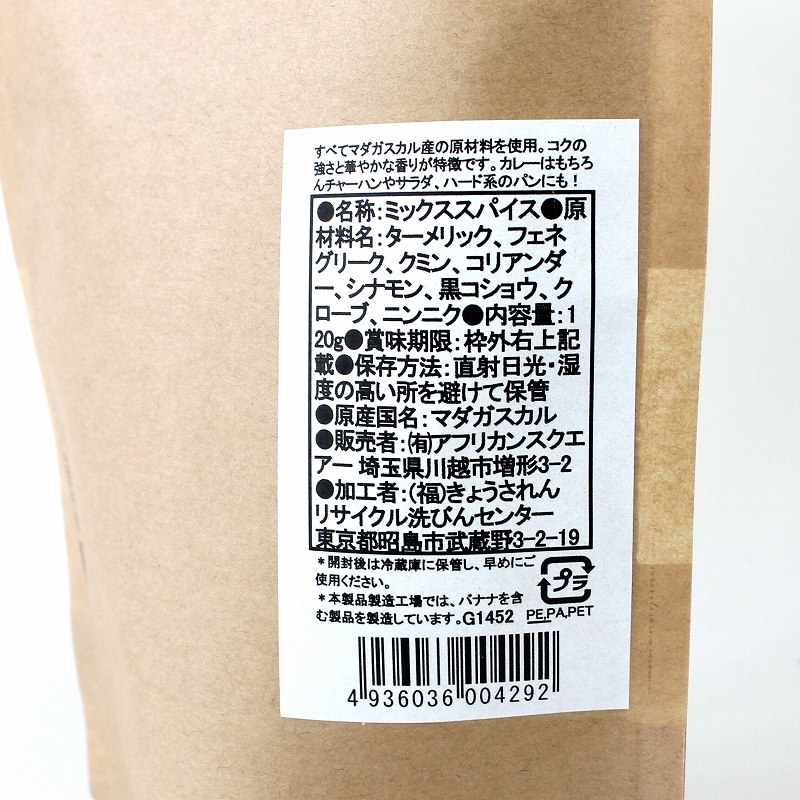 すべてマダガスカル産の原材料を使用。コクの
強さと華やかな香りが特徴です。カレーはもちろ
んチャーハンやサラダ、ハード系のパンにも！
●名称：ミックススパイス●原
材料名：ターメリック、フェネ
グリーク、クミン、コリアンダ
ー、シナモン、黒コショウ、ク
ローブ、ニンニク●内容量：1
20g●賞味期限：枠外右上記
載●保存方法：直射日光・湿
度の高い所を避けて保管
●原産国名：マダガスカル
●販売者：㈲アフリカンスクエ
アー 埼玉県川越市増形3-2
●加工者：(福)きょうされん
リサイクル洗びんセンター
東京都昭島市武蔵野3-2-19
＊開封後は冷蔵庫に保管し、早めにご
使用ください。
＊本製品製造工場では、バナナを含
む製品を製造しています。G1452
プラ
PE,PA,PET
4 936036 004292